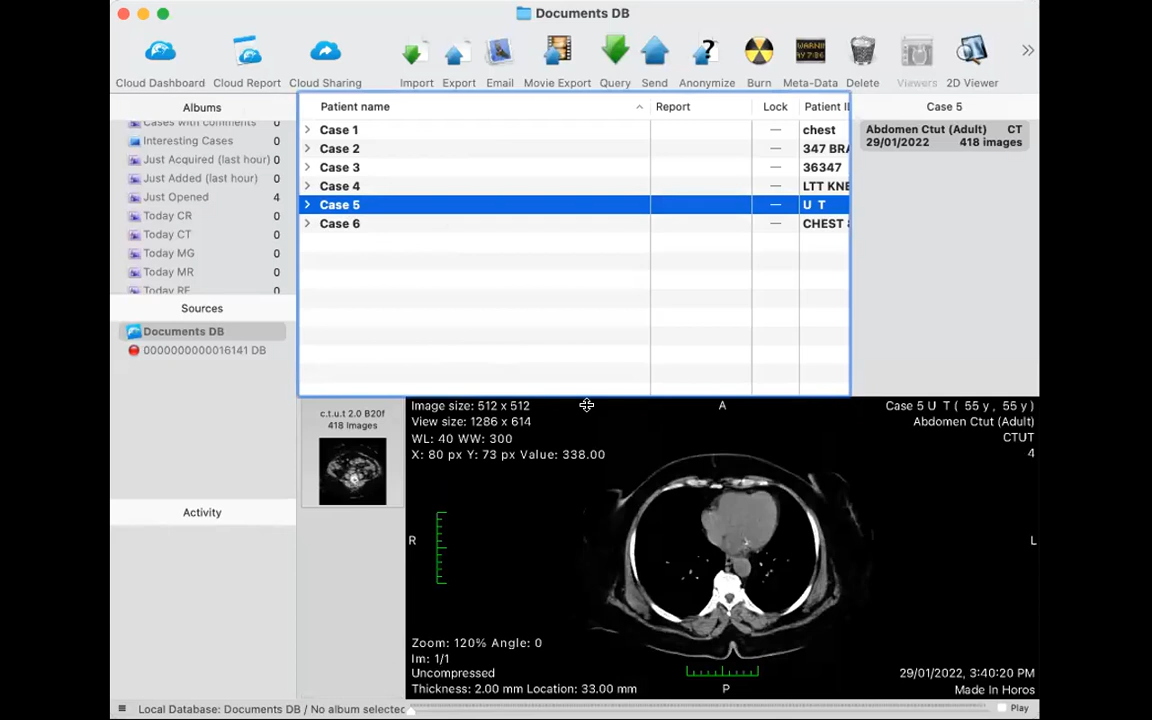 Documents DB
Cloud Dashboard Cloud Report Cloud Sharing Import Export Email Movie Export Query Send Anonymize Burn Meta-Data Delete Viewers 2D Viewer
Albums
Cases with comments 0
Interesting Cases 0
Just Acquired (last hour) 0
Just Added (last hour) 0
Just Opened 4
Today CR 0
Today CT 0
Today MG 0
Today MR 0
Today RF 0
Sources
Documents DB
0000000000016141 DB
Activity
Patient name Report Lock Patient I
Case 1 — chest
Case 2 — 347 BRA
Case 3 — 36347
Case 4 — LTT KNE
Case 5 — U T
Case 6 — CHEST
Case 5
Abdomen Ctut (Adult) CT
29/01/2022 418 images
c.t.u.t 2.0 B20f
418 Images
Image size: 512 x 512
View size: 1286 x 614
WL: 40 WW: 300
X: 80 px Y: 73 px Value: 338.00
A
Case 5 U T ( 55 y , 55 y )
Abdomen Ctut (Adult)
CTUT
4
R
L
Zoom: 120% Angle: 0
Im: 1/1
Uncompressed
Thickness: 2.00 mm Location: 33.00 mm
P
29/01/2022, 3:40:20 PM
Made In Horos
Local Database: Documents DB / No album selected
Play